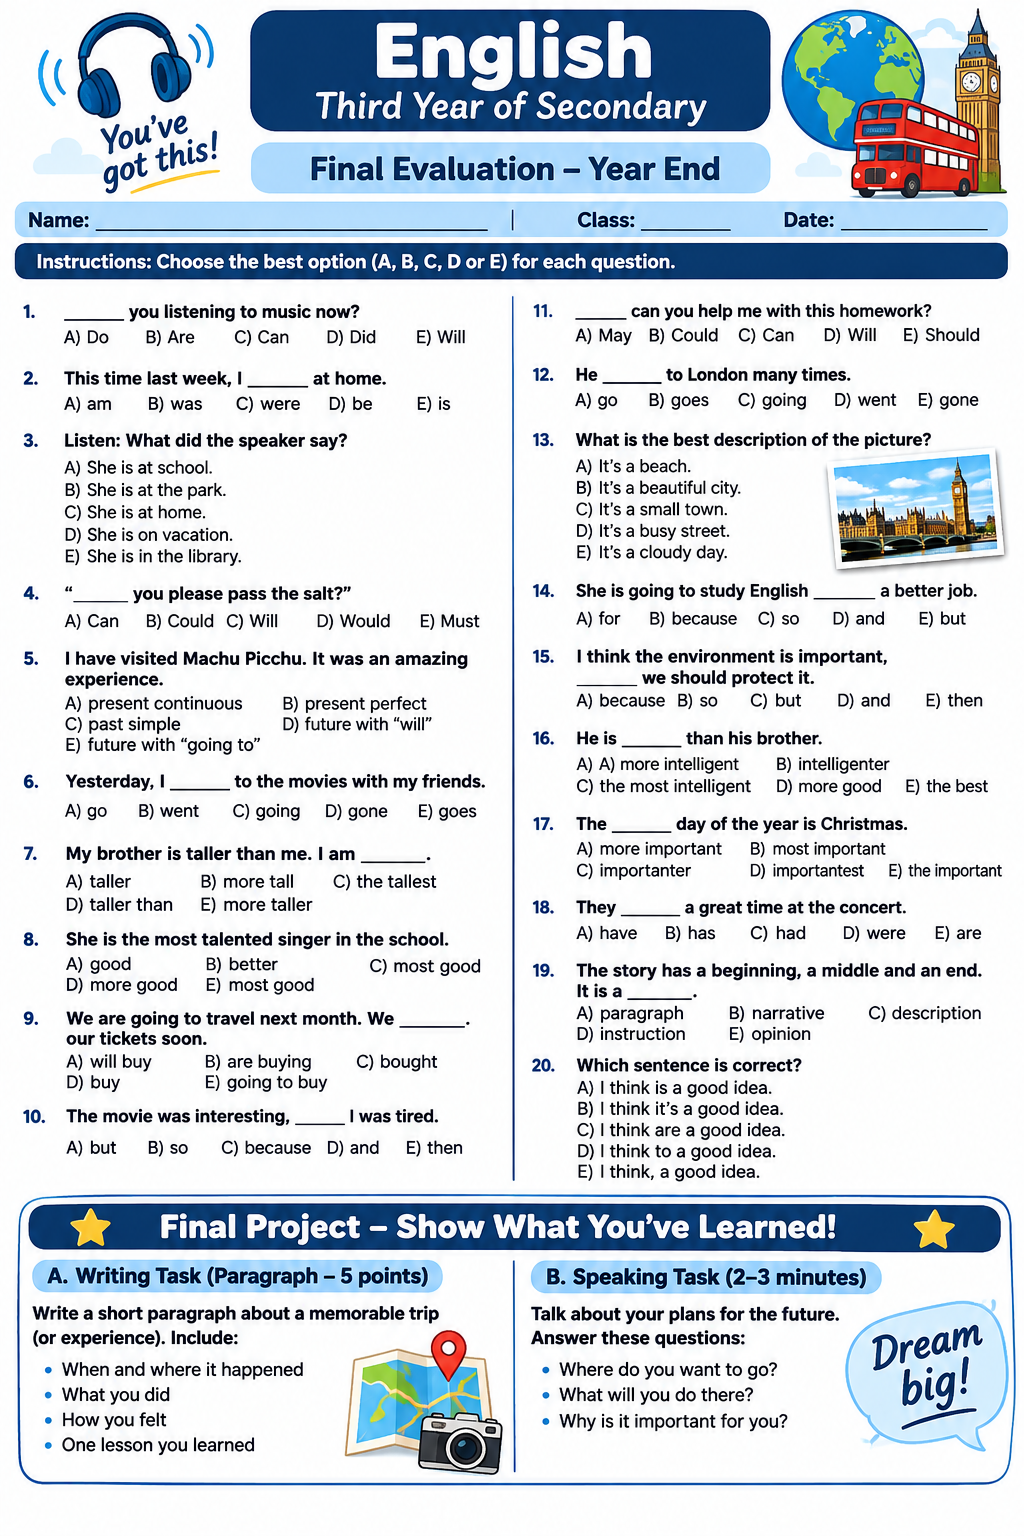 You've
got this!
English
Third Year of Secondary
Final Evaluation – Year End
Name: ____________________ | Class: ________ Date: ____________
Instructions: Choose the best option (A, B, C, D or E) for each question.
1. ______ you listening to music now?
A) Do B) Are C) Can D) Did E) Will
2. This time last week, I ______ at home.
A) am B) was C) were D) be E) is
3. Listen: What did the speaker say?
A) She is at school.
B) She is at the park.
C) She is at home.
D) She is on vacation.
E) She is in the library.
4. “______ you please pass the salt?”
A) Can B) Could C) Will D) Would E) Must
5. I have visited Machu Picchu. It was an amazing
experience.
A) present continuous B) present perfect
C) past simple D) future with “will”
E) future with “going to”
6. Yesterday, I ______ to the movies with my friends.
A) go B) went C) going D) gone E) goes
7. My brother is taller than me. I am ______.
A) taller B) more tall C) the tallest
D) taller than E) more taller
8. She is the most talented singer in the school.
A) good B) better C) most good
D) more good E) most good
9. We are going to travel next month. We ______.
our tickets soon.
A) will buy B) are buying C) bought
D) buy E) going to buy
10. The movie was interesting, _____ I was tired.
A) but B) so C) because D) and E) then
11. _____ can you help me with this homework?
A) May B) Could C) Can D) Will E) Should
12. He ______ to London many times.
A) go B) goes C) going D) went E) gone
13. What is the best description of the picture?
A) It's a beach.
B) It's a beautiful city.
C) It's a small town.
D) It's a busy street.
E) It's a cloudy day.
14. She is going to study English ______ a better job.
A) for B) because C) so D) and E) but
15. I think the environment is important,
______ we should protect it.
A) because B) so C) but D) and E) then
16. He is ______ than his brother.
A) A) more intelligent B) intelligenter
C) the most intelligent D) more good E) the best
17. The ______ day of the year is Christmas.
A) more important B) most important
C) importanter D) importantest E) the important
18. They ______ a great time at the concert.
A) have B) has C) had D) were E) are
19. The story has a beginning, a middle and an end.
It is a ______.
A) paragraph B) narrative C) description
D) instruction E) opinion
20. Which sentence is correct?
A) I think is a good idea.
B) I think it's a good idea.
C) I think are a good idea.
D) I think to a good idea.
E) I think, a good idea.
Final Project – Show What You've Learned!
A. Writing Task (Paragraph – 5 points)
Write a short paragraph about a memorable trip
(or experience). Include:
• When and where it happened
• What you did
• How you felt
• One lesson you learned
B. Speaking Task (2–3 minutes)
Talk about your plans for the future.
Answer these questions:
• Where do you want to go?
• What will you do there?
• Why is it important for you?
Dream
big!